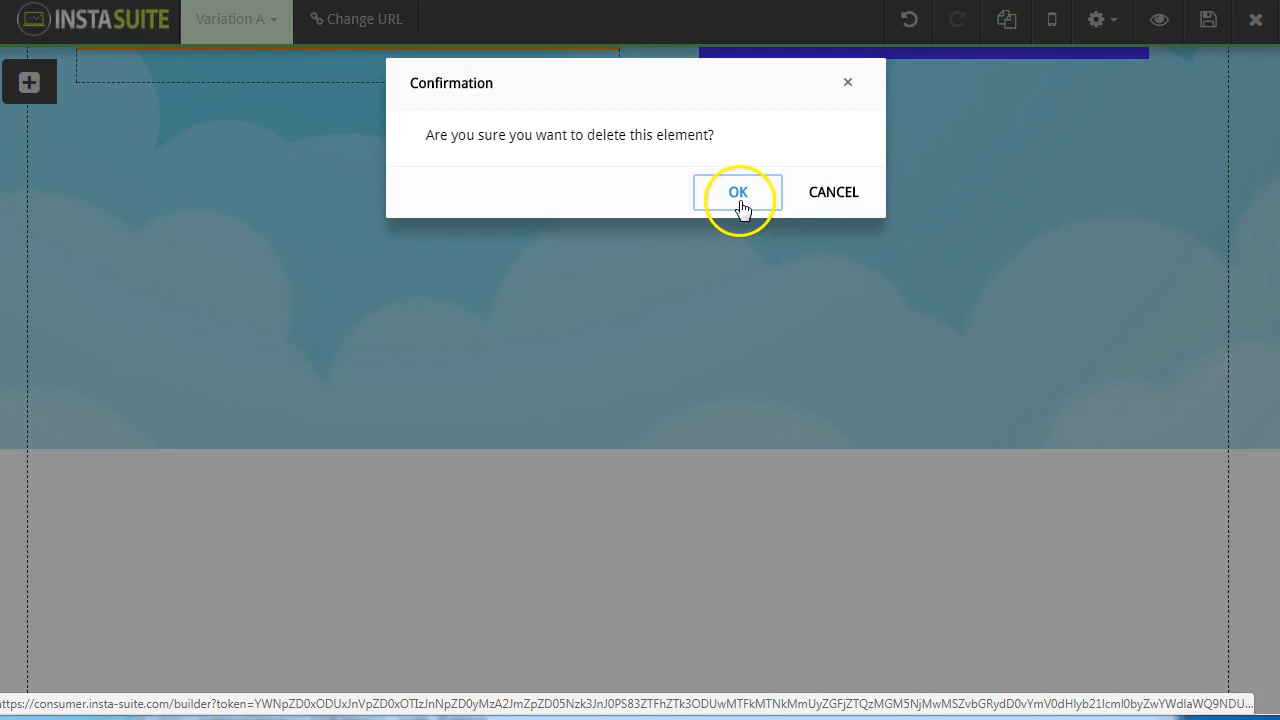 INSTASUITE
Variation A
Change URL
Confirmation
×
Are you sure you want to delete this element?
OK
CANCEL